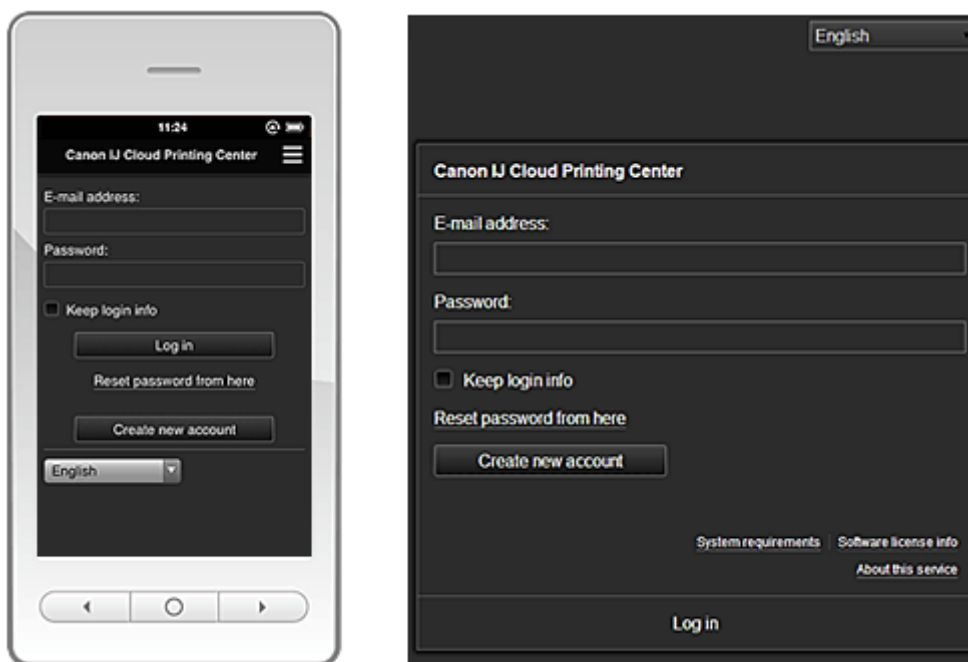 11:24
Canon IJ Cloud Printing Center
E-mail address:
Password:
Keep login info
Log in
Reset password from here
Create new account
English
English
Canon IJ Cloud Printing Center
E-mail address:
Password:
Keep login info
Reset password from here
Create new account
System requirements Software license info
About this service
Log in